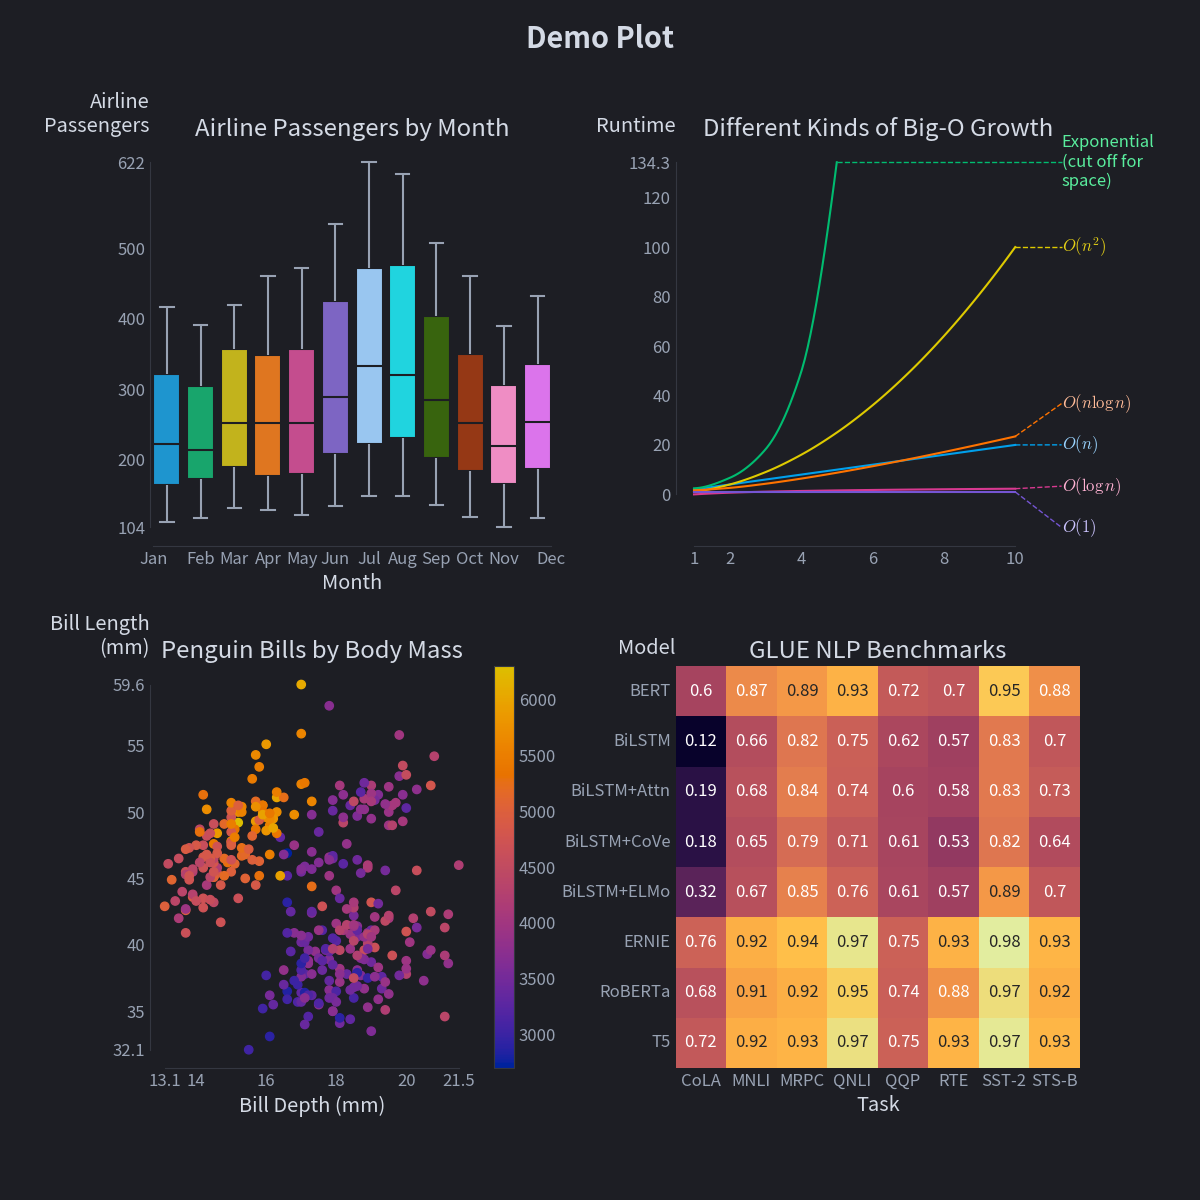 Demo Plot
Airline
Passengers
Airline Passengers by Month
622
500
400
300
200
104
Jan Feb Mar Apr May Jun Jul Aug Sep Oct Nov Dec
Month
Runtime
Different Kinds of Big-O Growth
134.3
120
100
80
60
40
20
0
1 2 4 6 8 10
Exponential
(cut off for
space)
O(n²)
O(n log n)
O(n)
O(log n)
O(1)
Bill Length
(mm)
Penguin Bills by Body Mass
59.6
55
50
45
40
35
32.1
13.1 14 16 18 20 21.5
Bill Depth (mm)
6000
5500
5000
4500
4000
3500
3000
Model
GLUE NLP Benchmarks
BERT 0.6 0.87 0.89 0.93 0.72 0.7 0.95 0.88
BiLSTM 0.12 0.66 0.82 0.75 0.62 0.57 0.83 0.7
BiLSTM+Attn 0.19 0.68 0.84 0.74 0.6 0.58 0.83 0.73
BiLSTM+CoVe 0.18 0.65 0.79 0.71 0.61 0.53 0.82 0.64
BiLSTM+ELMo 0.32 0.67 0.85 0.76 0.61 0.57 0.89 0.7
ERNIE 0.76 0.92 0.94 0.97 0.75 0.93 0.98 0.93
RoBERTa 0.68 0.91 0.92 0.95 0.74 0.88 0.97 0.92
T5 0.72 0.92 0.93 0.97 0.75 0.93 0.97 0.93
CoLA MNLI MRPC QNLI QQP RTE SST-2 STS-B
Task